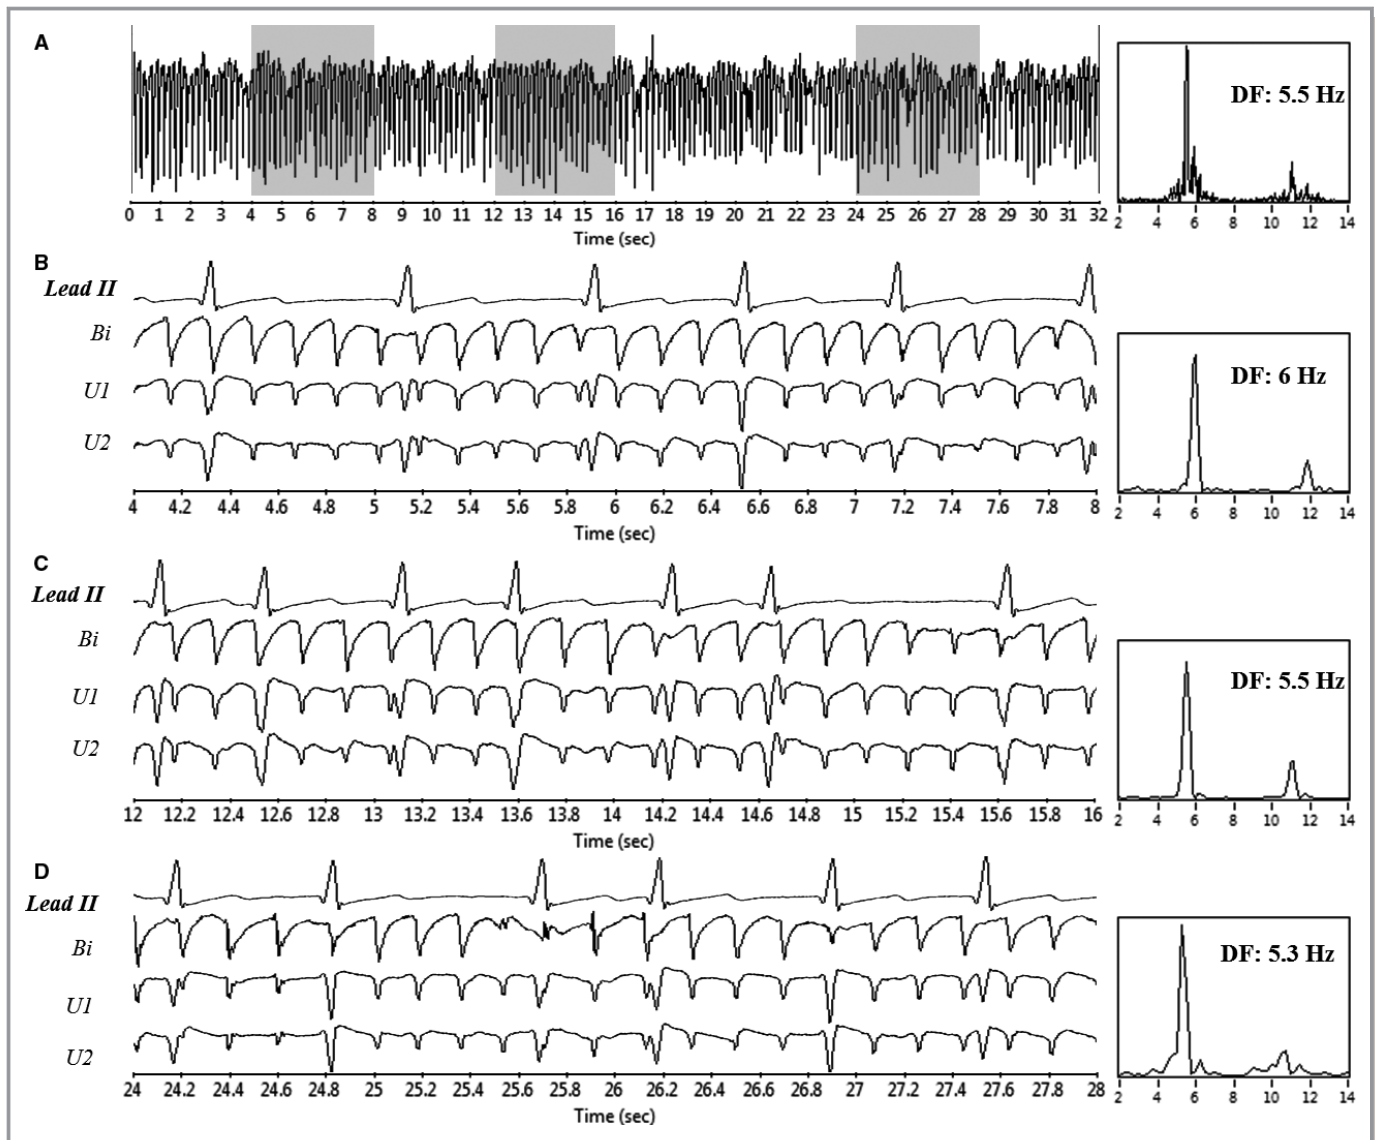 A
DF: 5.5 Hz
0 1 2 3 4 5 6 7 8 9 10 11 12 13 14 15 16 17 18 19 20 21 22 23 24 25 26 27 28 29 30 31 32
2 4 6 8 10 12 14
Time (sec)
B
Lead II
Bi
U1
U2
DF: 6 Hz
4 4.2 4.4 4.6 4.8 5 5.2 5.4 5.6 5.8 6 6.2 6.4 6.6 6.8 7 7.2 7.4 7.6 7.8 8
2 4 6 8 10 12 14
Time (sec)
C
Lead II
Bi
U1
U2
DF: 5.5 Hz
12 12.2 12.4 12.6 12.8 13 13.2 13.4 13.6 13.8 14 14.2 14.4 14.6 14.8 15 15.2 15.4 15.6 15.8 16
2 4 6 8 10 12 14
Time (sec)
D
Lead II
Bi
U1
U2
DF: 5.3 Hz
24 24.2 24.4 24.6 24.8 25 25.2 25.4 25.6 25.8 26 26.2 26.4 26.6 26.8 27 27.2 27.4 27.6 27.8 28
2 4 6 8 10 12 14
Time (sec)